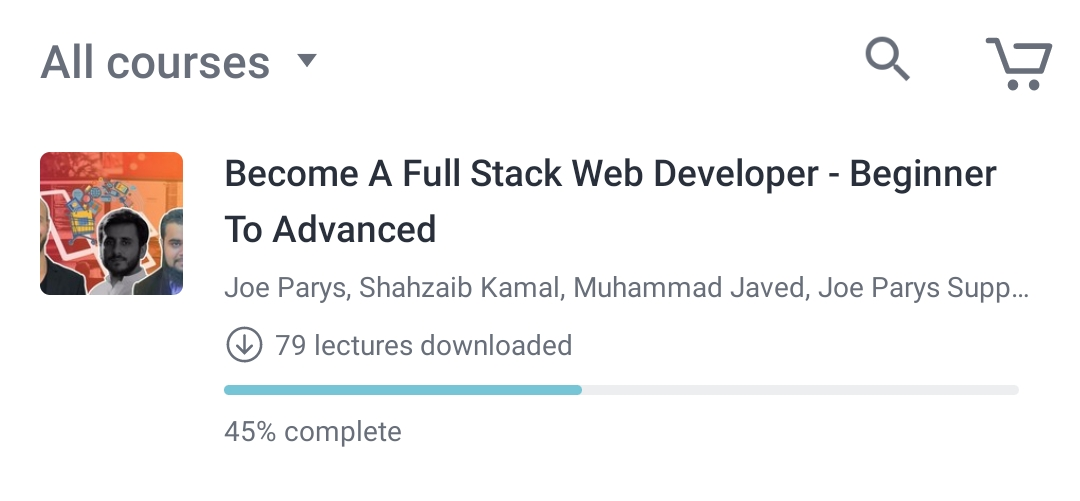 All courses
Become A Full Stack Web Developer - Beginner
To Advanced
Joe Parys, Shahzaib Kamal, Muhammad Javed, Joe Parys Supp...
79 lectures downloaded
45% complete